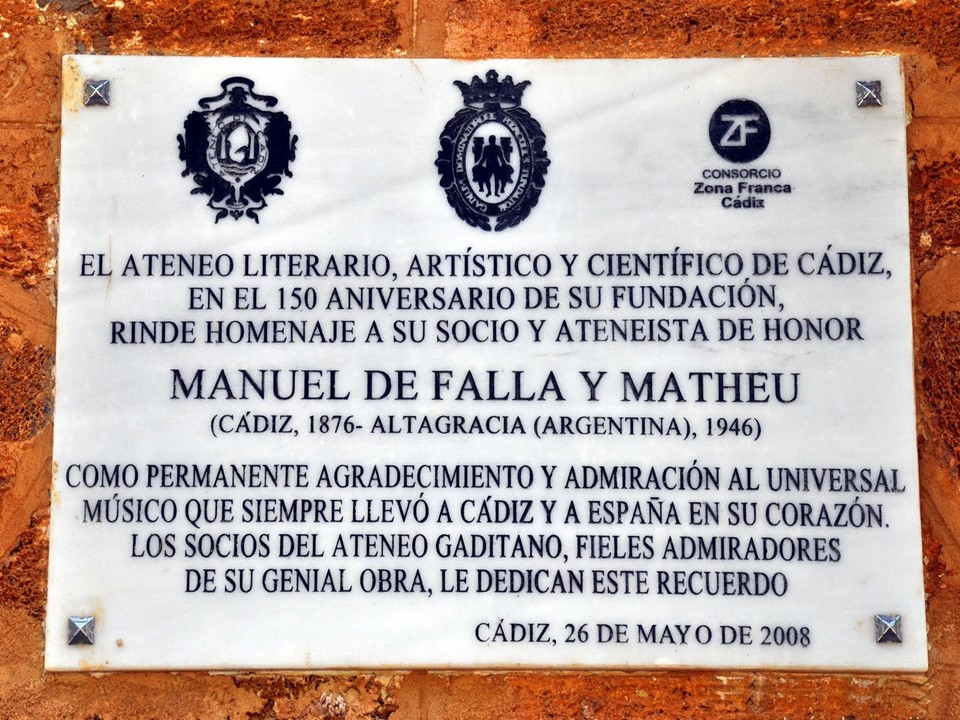 ZF
CONSORCIO
Zona Franca
Cádiz
EL ATENEO LITERARIO, ARTÍSTICO Y CIENTÍFICO DE CÁDIZ,
EN EL 150 ANIVERSARIO DE SU FUNDACIÓN,
RINDE HOMENAJE A SU SOCIO Y ATENEISTA DE HONOR
MANUEL DE FALLA Y MATHEU
(CÁDIZ, 1876- ALTAGRACIA (ARGENTINA), 1946)
COMO PERMANENTE AGRADECIMIENTO Y ADMIRACIÓN AL UNIVERSAL
MÚSICO QUE SIEMPRE LLEVÓ A CÁDIZ Y A ESPAÑA EN SU CORAZÓN.
LOS SOCIOS DEL ATENEO GADITANO, FIELES ADMIRADORES
DE SU GENIAL OBRA, LE DEDICAN ESTE RECUERDO
CÁDIZ, 26 DE MAYO DE 2008